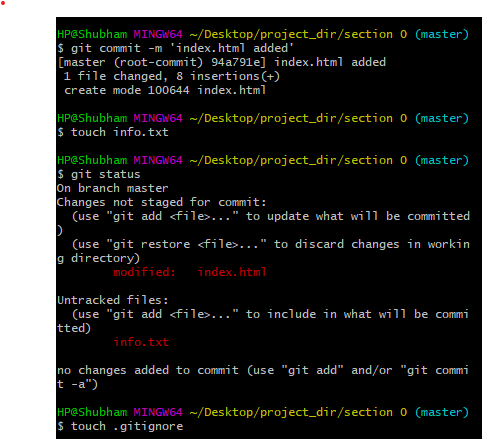 HP@Shubham MINGW64 ~/Desktop/project_dir/section 0 (master)
$ git commit -m 'index.html added'
[master (root-commit) 94a791e] index.html added
 1 file changed, 8 insertions(+)
 create mode 100644 index.html

HP@Shubham MINGW64 ~/Desktop/project_dir/section 0 (master)
$ touch info.txt

HP@Shubham MINGW64 ~/Desktop/project_dir/section 0 (master)
$ git status
On branch master
Changes not staged for commit:
  (use "git add <file>..." to update what will be committed
)
  (use "git restore <file>..." to discard changes in workin
g directory)
        modified:   index.html

Untracked files:
  (use "git add <file>..." to include in what will be commi
tted)
        info.txt

no changes added to commit (use "git add" and/or "git commi
t -a")

HP@Shubham MINGW64 ~/Desktop/project_dir/section 0 (master)
$ touch .gitignore